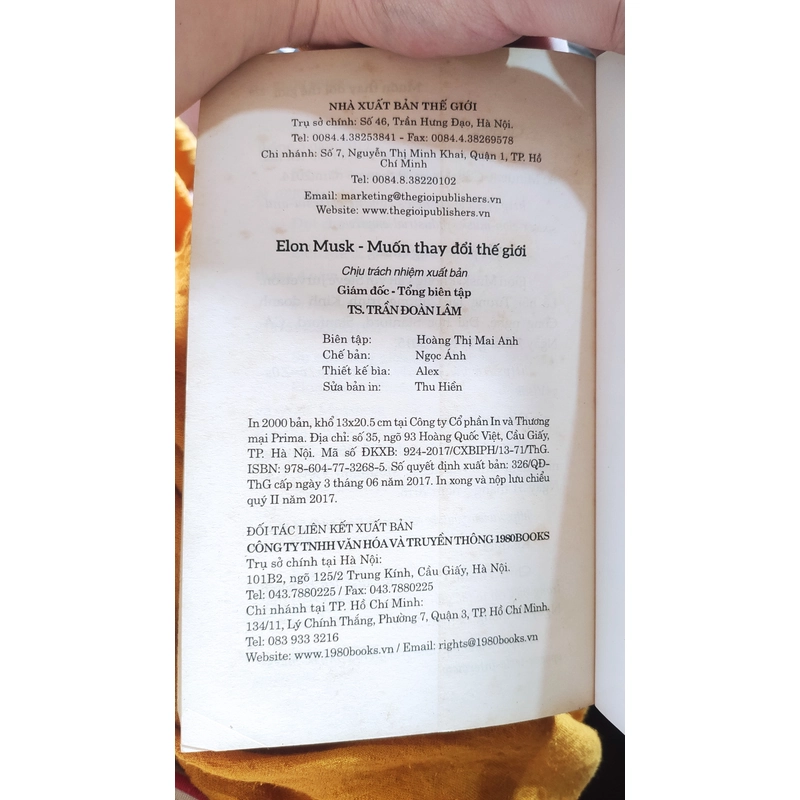 NHÀ XUẤT BẢN THẾ GIỚI
Trụ sở chính: Số 46, Trần Hưng Đạo, Hà Nội.
Tel: 0084.4.38253841 - Fax: 0084.4.38269578
Chi nhánh: Số 7, Nguyễn Thị Minh Khai, Quận 1, TP. Hồ
Chí Minh
Tel: 0084.8.38220102
Email: marketing@thegioipublishers.vn
Website: www.thegioipublishers.vn
Elon Musk - Muốn thay đổi thế giới
Chịu trách nhiệm xuất bản
Giám đốc - Tổng biên tập
TS. TRẦN ĐOÀN LÂM
Biên tập: Hoàng Thị Mai Anh
Chế bản: Ngọc Ánh
Thiết kế bìa: Alex
Sửa bản in: Thu Hiền
In 2000 bản, khổ 13x20.5 cm tại Công ty Cổ phần In và Thương
mại Prima. Địa chỉ: số 35, ngõ 93 Hoàng Quốc Việt, Cầu Giấy,
TP. Hà Nội. Mã số ĐKXB: 924-2017/CXBIPH/13-71/ThG.
ISBN: 978-604-77-3268-5. Số quyết định xuất bản: 326/QĐ-
ThG cấp ngày 3 tháng 06 năm 2017. In xong và nộp lưu chiểu
quý II năm 2017.
ĐỐI TÁC LIÊN KẾT XUẤT BẢN
CÔNG TY TNHH VĂN HÓA VÀ TRUYỀN THÔNG 1980BOOKS
Trụ sở chính tại Hà Nội:
101B2, ngõ 125/2 Trung Kính, Cầu Giấy, Hà Nội.
Tel: 043.7880225 / Fax: 043.7880225
Chi nhánh tại TP. Hồ Chí Minh:
134/11, Lý Chính Thắng, Phường 7, Quận 3, TP. Hồ Chí Minh.
Tel: 083 933 3216
Website: www.1980books.vn / Email: rights@1980books.vn